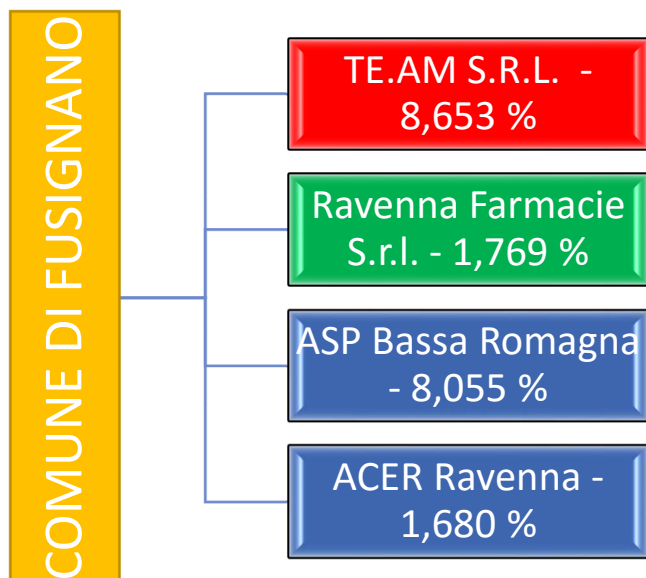 COMUNE DI FUSIGNANO
TE.AM S.R.L. -
8,653 %
Ravenna Farmacie
S.r.l. - 1,769 %
ASP Bassa Romagna
- 8,055 %
ACER Ravenna -
1,680 %